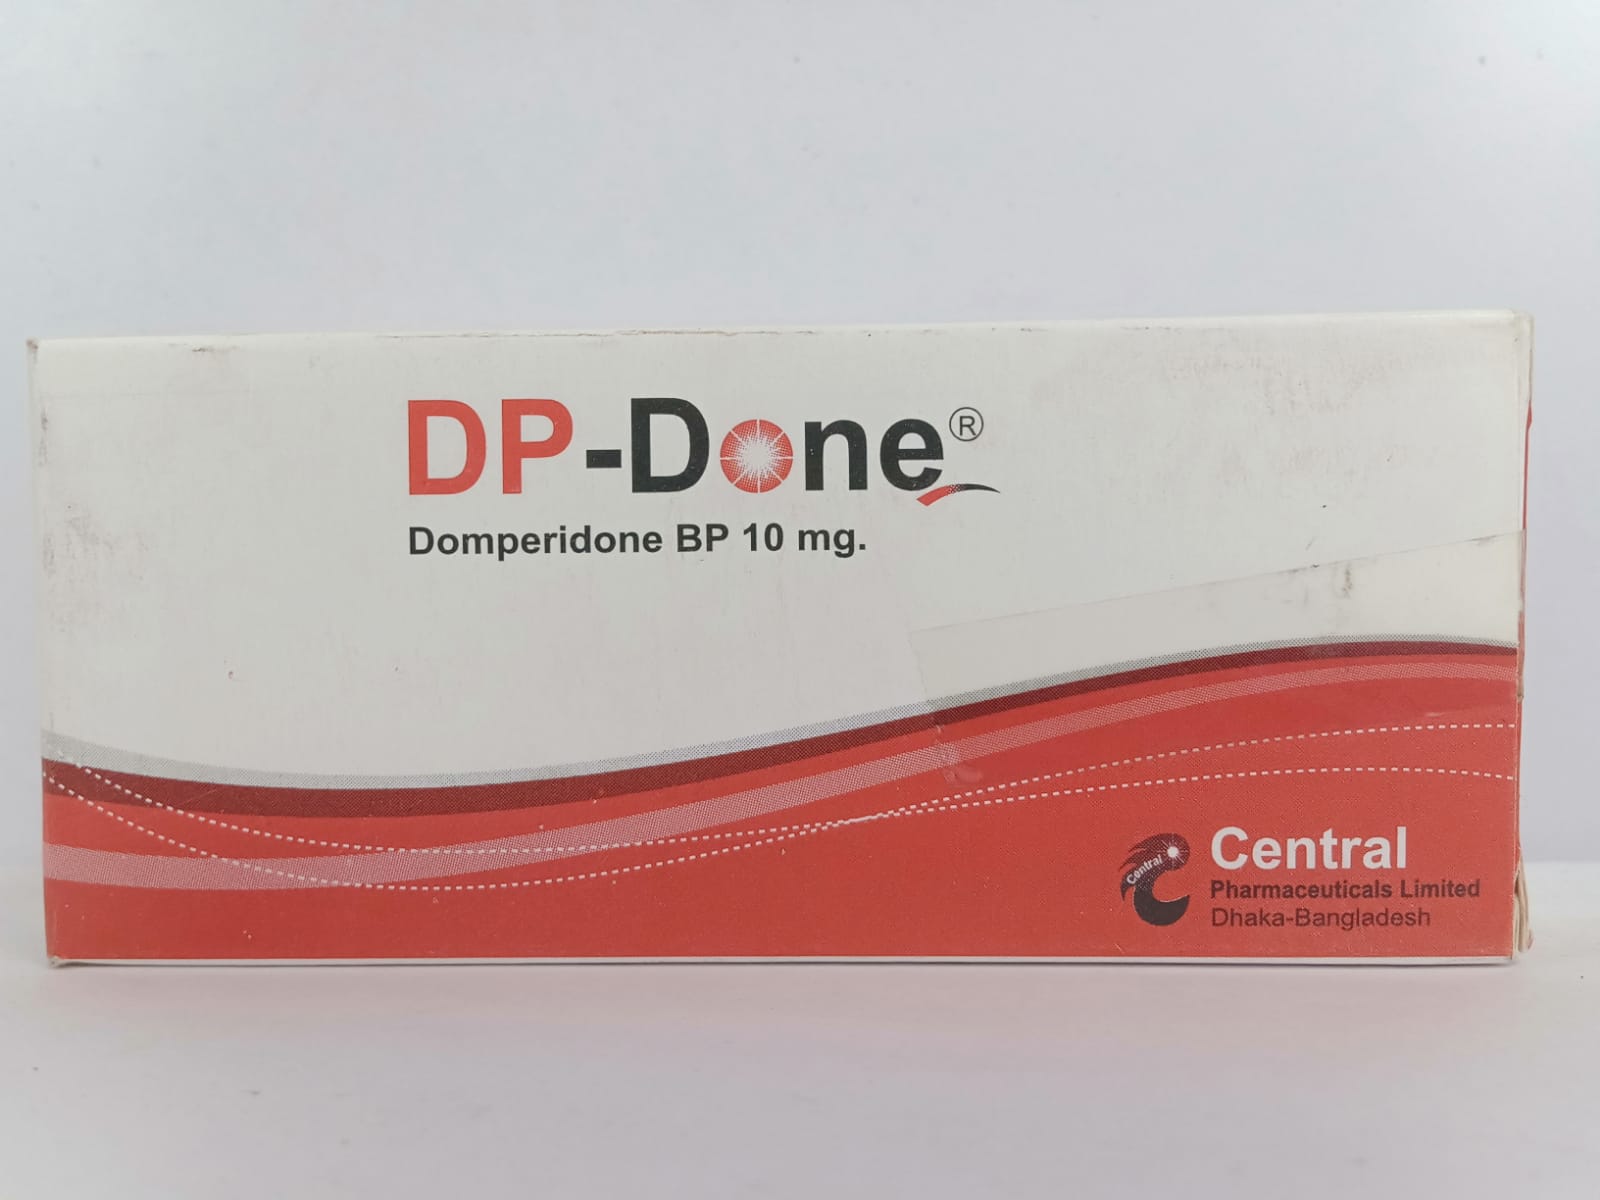 DP-Done®
Domperidone BP 10 mg.
Central
Central
Pharmaceuticals Limited
Dhaka-Bangladesh